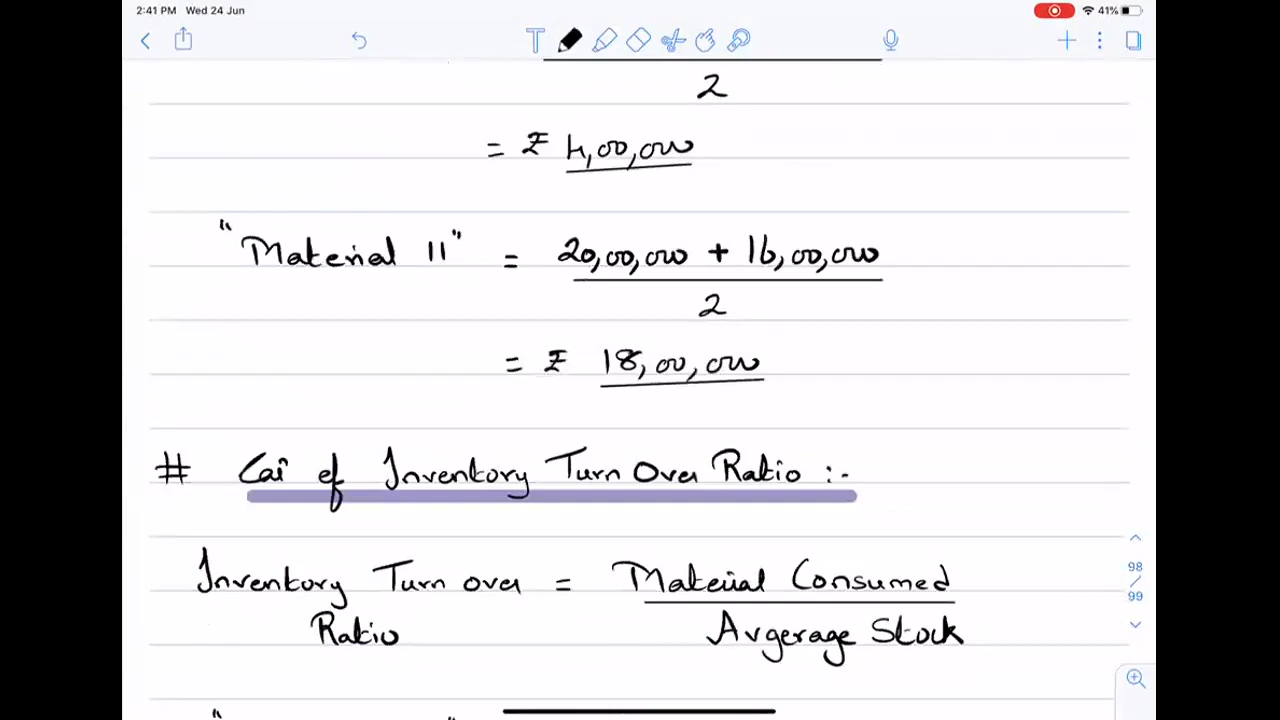 2:41 PM Wed 24 Jun
41%
2
= ₹ 4,00,000
"Material II" = 20,00,000 + 16,00,000
2
= ₹ 18,00,000
# Cal of Inventory Turn Over Ratio :-
Inventory Turn over = Material Consumed
Ratio Avgerage Stock
98
/
99